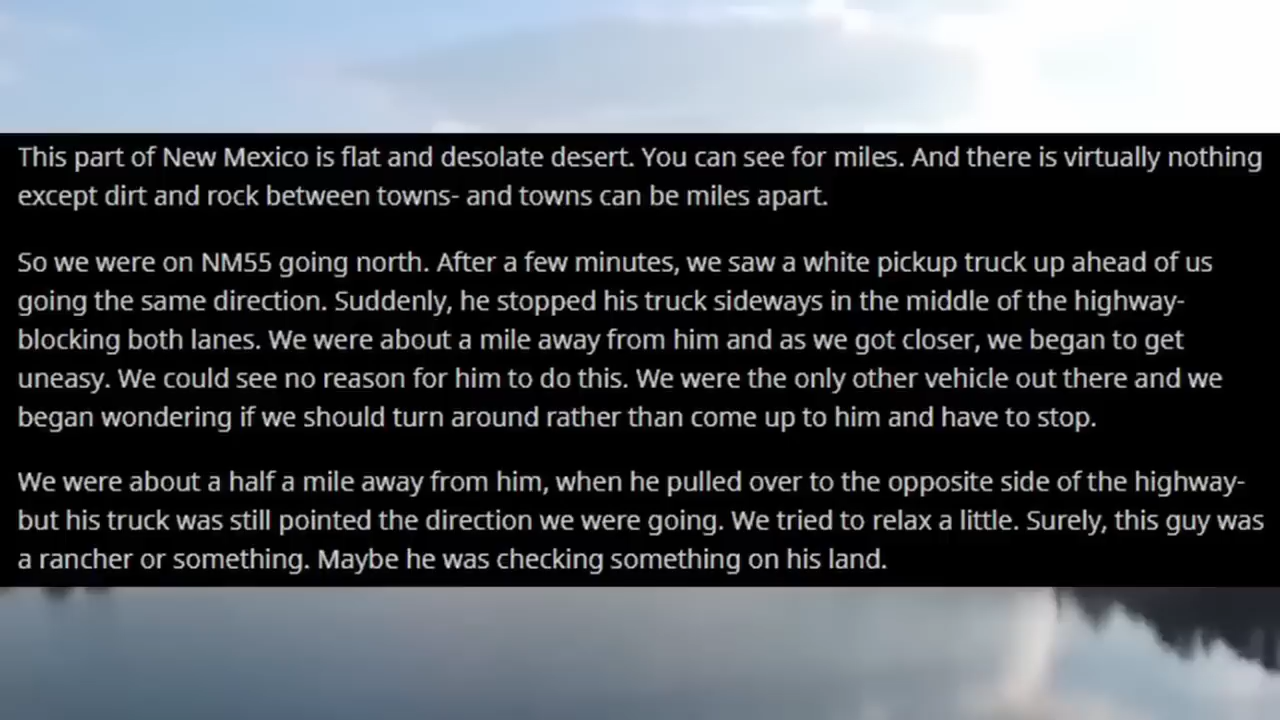 This part of New Mexico is flat and desolate desert. You can see for miles. And there is virtually nothing
except dirt and rock between towns- and towns can be miles apart.
So we were on NM55 going north. After a few minutes, we saw a white pickup truck up ahead of us
going the same direction. Suddenly, he stopped his truck sideways in the middle of the highway-
blocking both lanes. We were about a mile away from him and as we got closer, we began to get
uneasy. We could see no reason for him to do this. We were the only other vehicle out there and we
began wondering if we should turn around rather than come up to him and have to stop.
We were about a half a mile away from him, when he pulled over to the opposite side of the highway-
but his truck was still pointed the direction we were going. We tried to relax a little. Surely, this guy was
a rancher or something. Maybe he was checking something on his land.